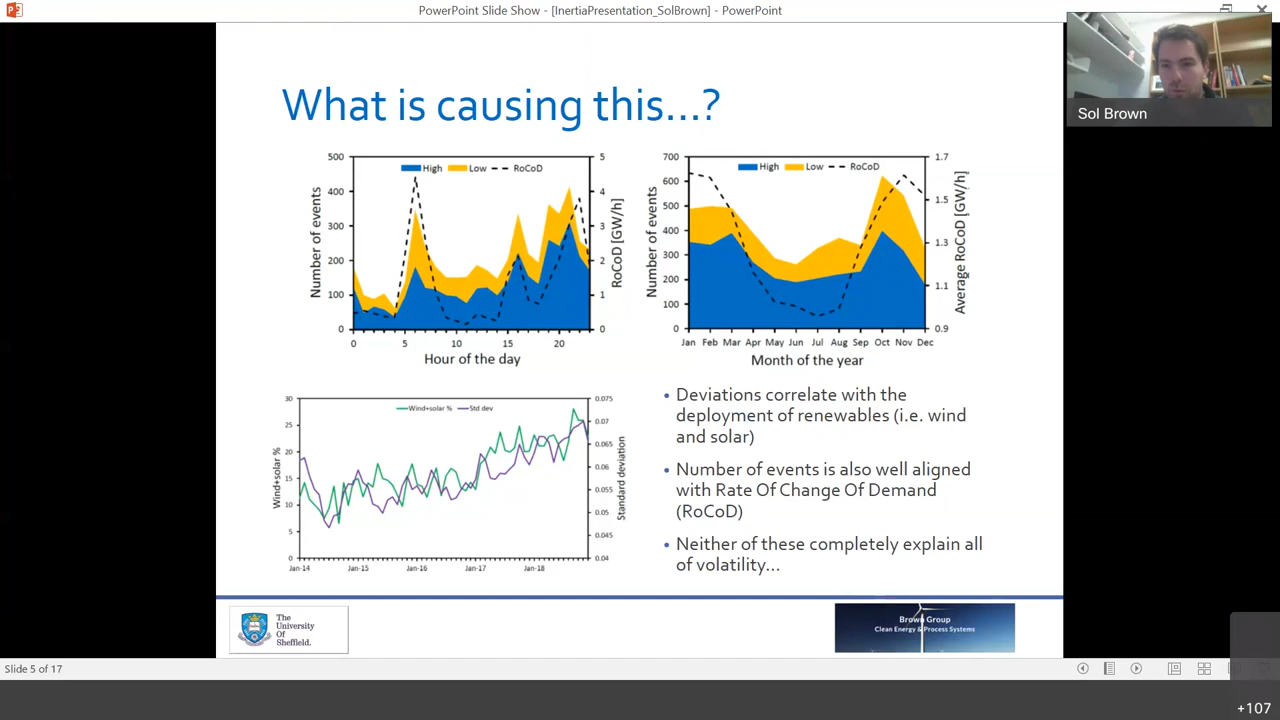 PowerPoint Slide Show - [InertiaPresentation_SolBrown] - PowerPoint
Sol Brown
What is causing this...?
500
400
300
200
100
0
Number of events
High
Low
RoCoD
5
4
3
2
1
0
RoCoD [GW/h]
0
5
10
15
20
Hour of the day
700
600
500
400
300
200
100
0
Number of events
High
Low
RoCoD
1.7
1.5
1.3
1.1
0.9
Average RoCoD [GW/h]
Jan Feb Mar Apr May Jun Jul Aug Sep Oct Nov Dec
Month of the year
30
25
20
15
10
5
0
Wind+solar %
Wind+solar %
Std dev
0.075
0.07
0.065
0.06
0.055
0.05
0.045
0.04
Standard deviation
Jan-14
Jan-15
Jan-16
Jan-17
Jan-18
• Deviations correlate with the
deployment of renewables (i.e. wind
and solar)
• Number of events is also well aligned
with Rate Of Change Of Demand
(RoCoD)
• Neither of these completely explain all
of volatility...
The
University
Of
Sheffield.
Brown Group
Clean Energy & Process Systems
Slide 5 of 17
+107